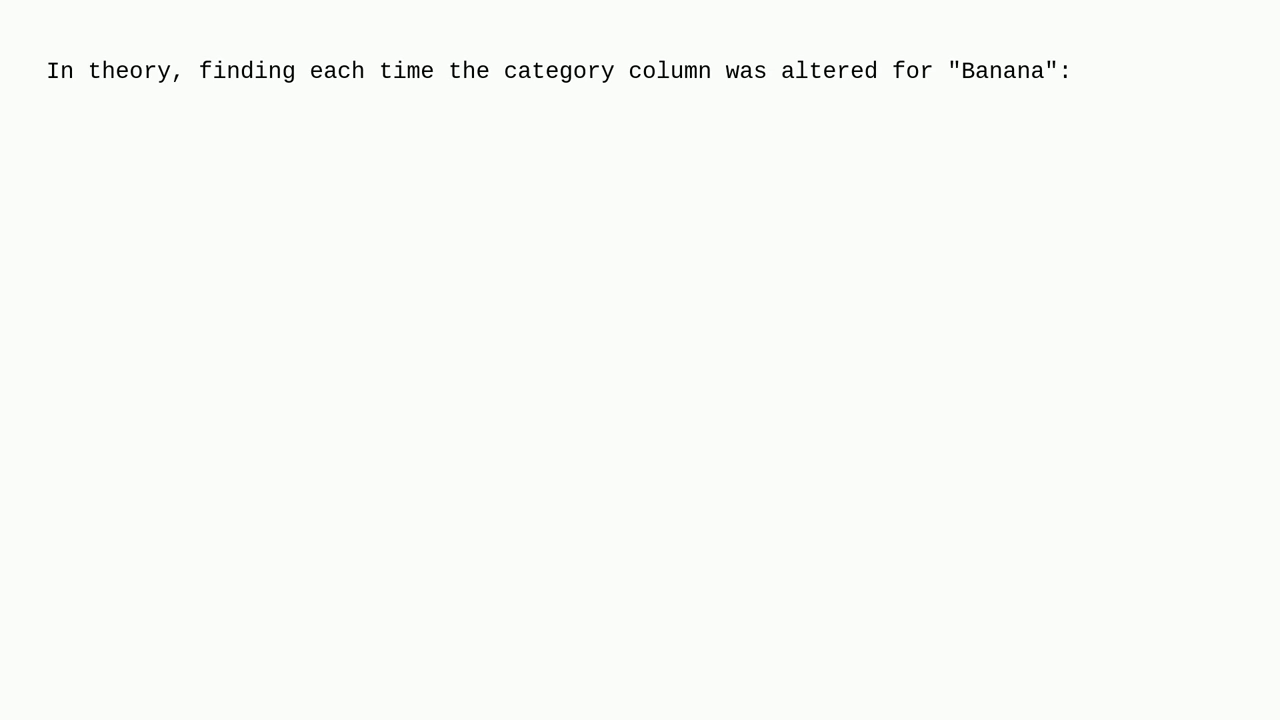 In theory, finding each time the category column was altered for "Banana":